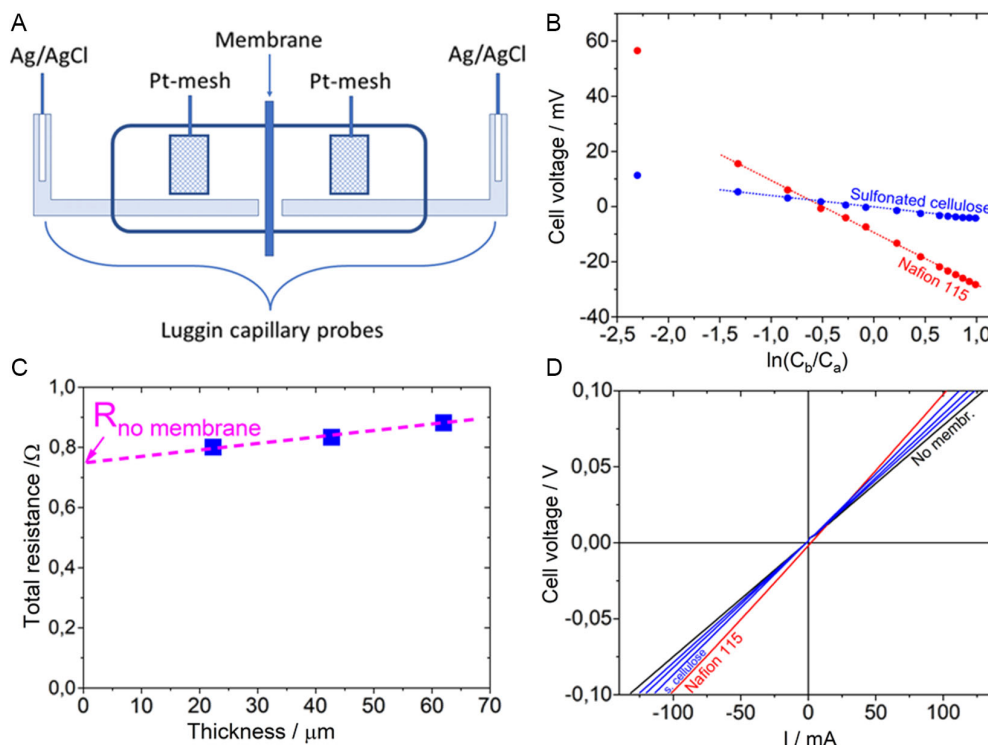 A
Ag/AgCl
Membrane
Ag/AgCl
Pt-mesh
Pt-mesh
Luggin capillary probes
B
Cell voltage / mV
60
40
20
0
-20
-40
Sulfonated cellulose
Nafion 115
-2,5
-2,0
-1,5
-1,0
-0,5
0,0
0,5
1,0
ln(Cb/Ca)
C
Total resistance /Ω
1,0
0,8
0,6
0,4
0,2
0,0
R no membrane
0
10
20
30
40
50
60
70
Thickness / μm
D
Cell voltage / V
0,10
0,05
0,00
-0,05
-0,10
No membr.
s. cellulose
Nafion 115
-100
-50
0
50
100
I / mA